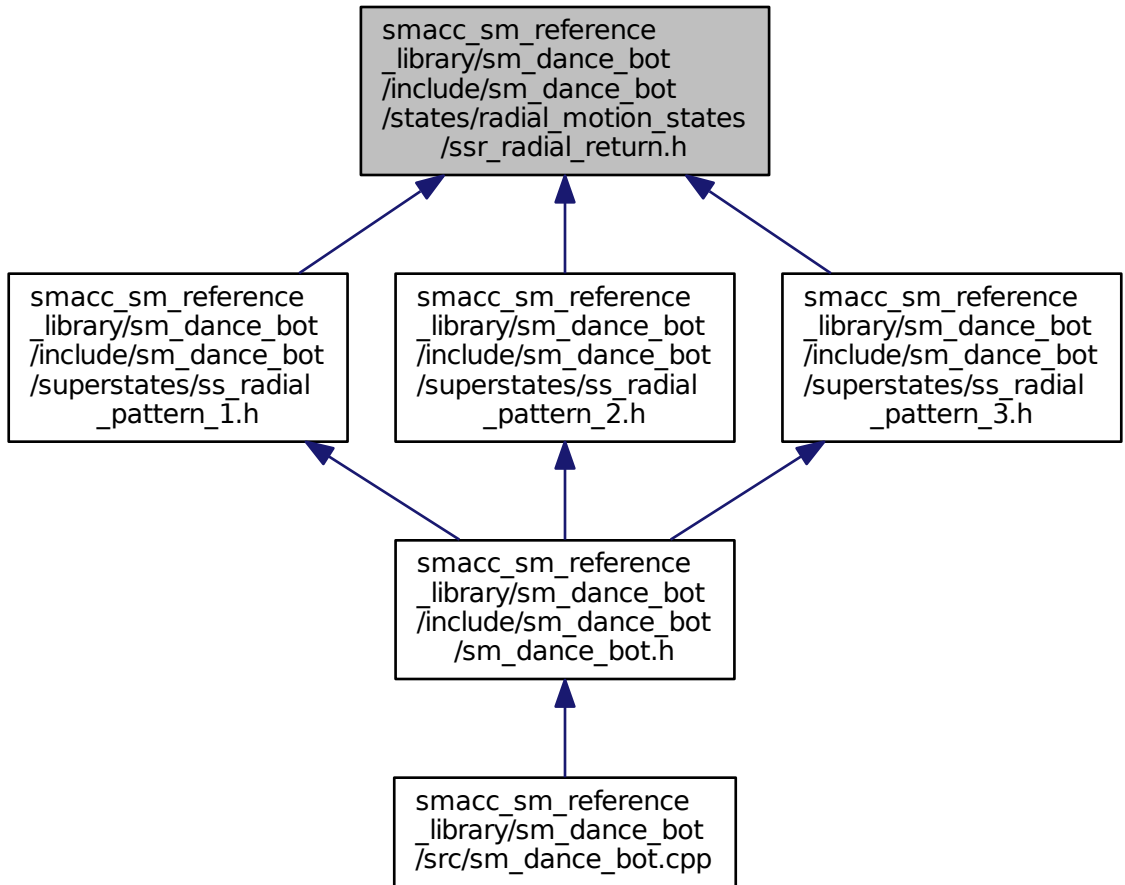 smacc_sm_reference
_library/sm_dance_bot
/include/sm_dance_bot
/states/radial_motion_states
/ssr_radial_return.h
smacc_sm_reference
_library/sm_dance_bot
/include/sm_dance_bot
/superstates/ss_radial
_pattern_1.h
smacc_sm_reference
_library/sm_dance_bot
/include/sm_dance_bot
/superstates/ss_radial
_pattern_2.h
smacc_sm_reference
_library/sm_dance_bot
/include/sm_dance_bot
/superstates/ss_radial
_pattern_3.h
smacc_sm_reference
_library/sm_dance_bot
/include/sm_dance_bot
/sm_dance_bot.h
smacc_sm_reference
_library/sm_dance_bot
/src/sm_dance_bot.cpp